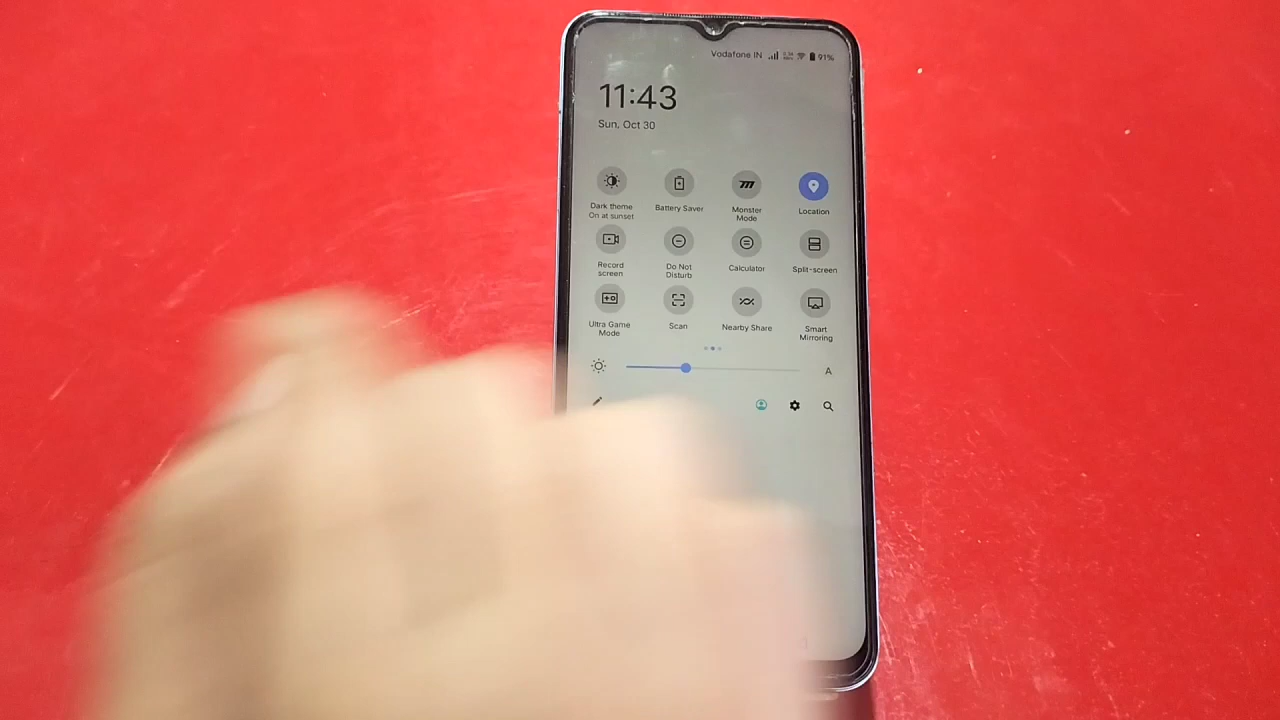 Vodafone IN 91%
11:43
Sun, Oct 30
Dark theme
On at sunset
Battery Saver
Monster
Mode
Location
Record
screen
Do Not
Disturb
Calculator
Split-screen
Ultra Game
Mode
Scan
Nearby Share
Smart
Mirroring
A